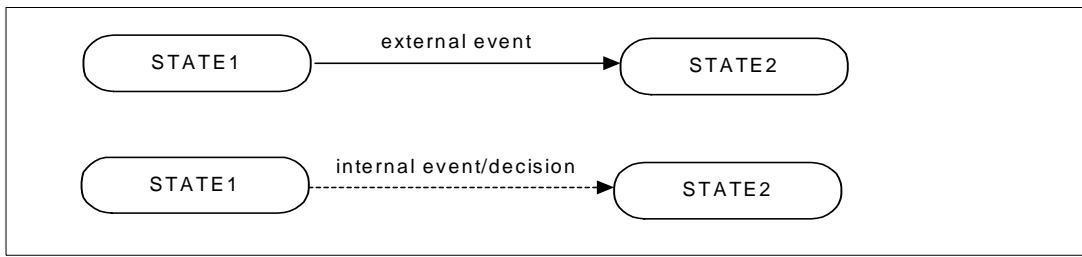 external event
STATE1
STATE2
internal event/decision
STATE1
STATE2